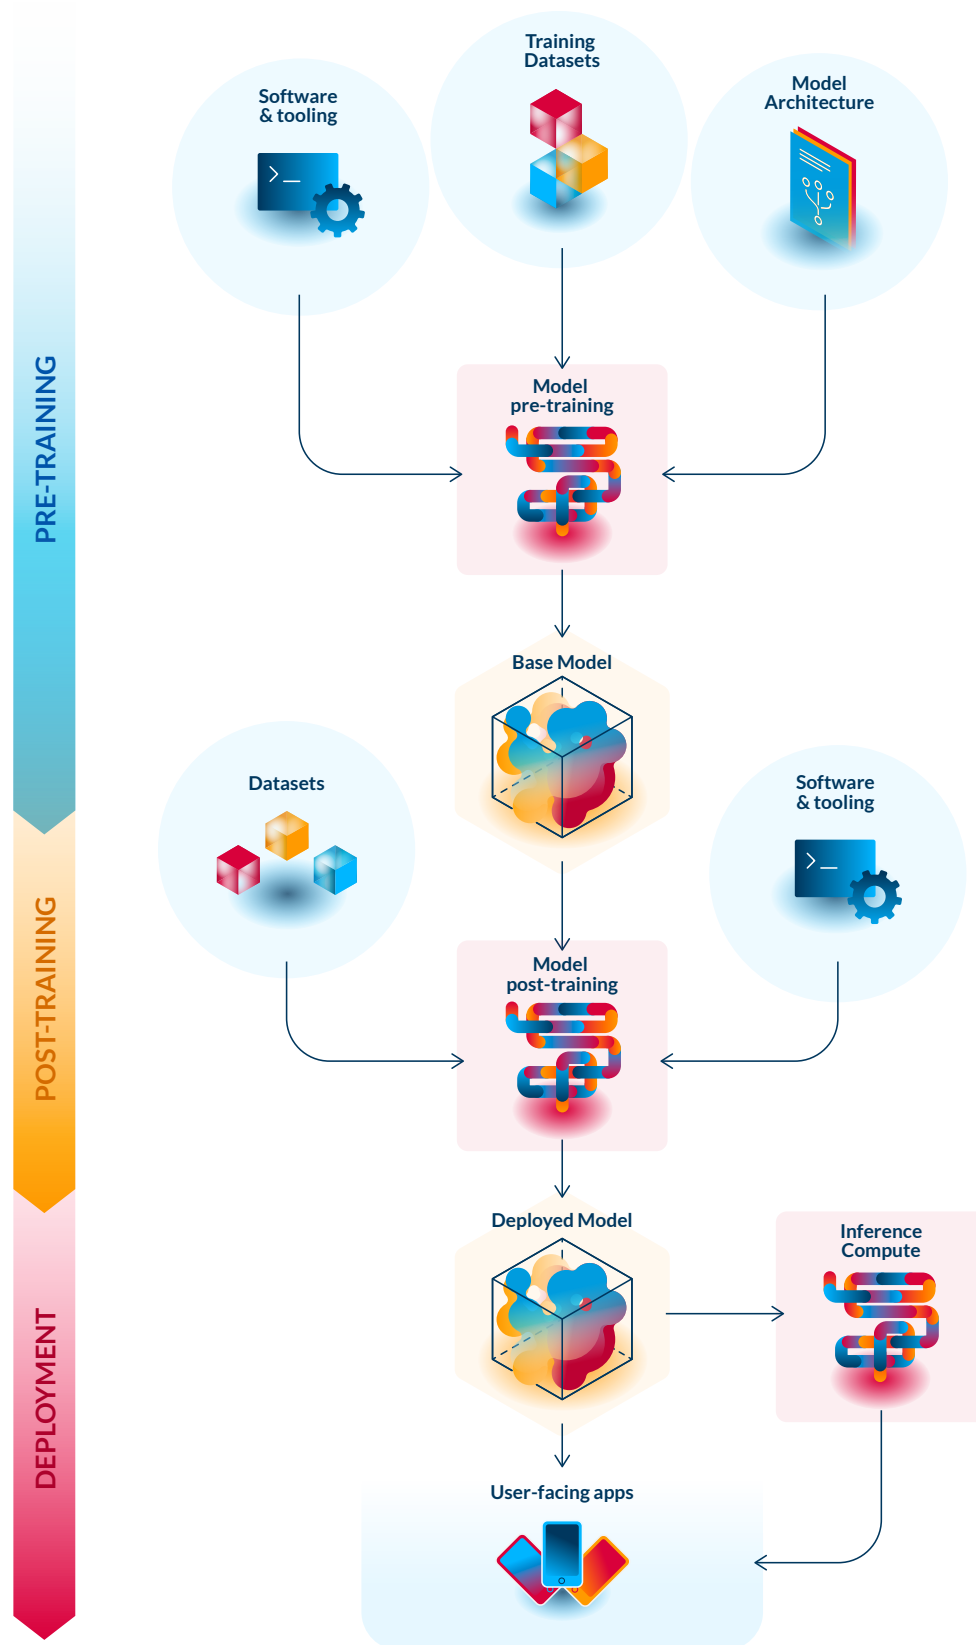 Software
& tooling
Training
Datasets
Model
Architecture
>_
PRE-TRAINING
Model
pre-training
Base Model
Datasets
Software
& tooling
>_
POST-TRAINING
Model
post-training
Deployed Model
Inference
Compute
DEPLOYMENT
User-facing apps